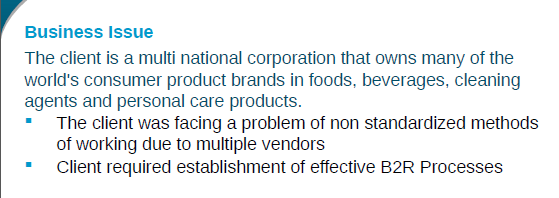 Business Issue
The client is a multi national corporation that owns many of the
world's consumer product brands in foods, beverages, cleaning
agents and personal care products.
▪ The client was facing a problem of non standardized methods
of working due to multiple vendors
▪ Client required establishment of effective B2R Processes